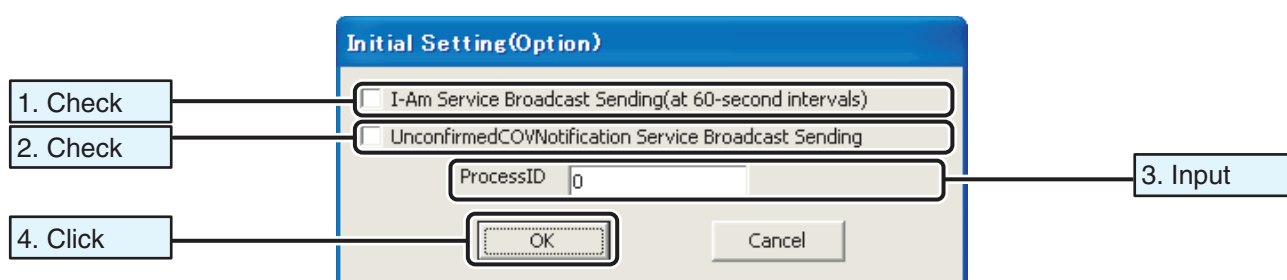 Initial Setting(Option)
1. Check
I-Am Service Broadcast Sending(at 60-second intervals)
2. Check
UnconfirmedCOVNotification Service Broadcast Sending
ProcessID 0
3. Input
4. Click
OK
Cancel